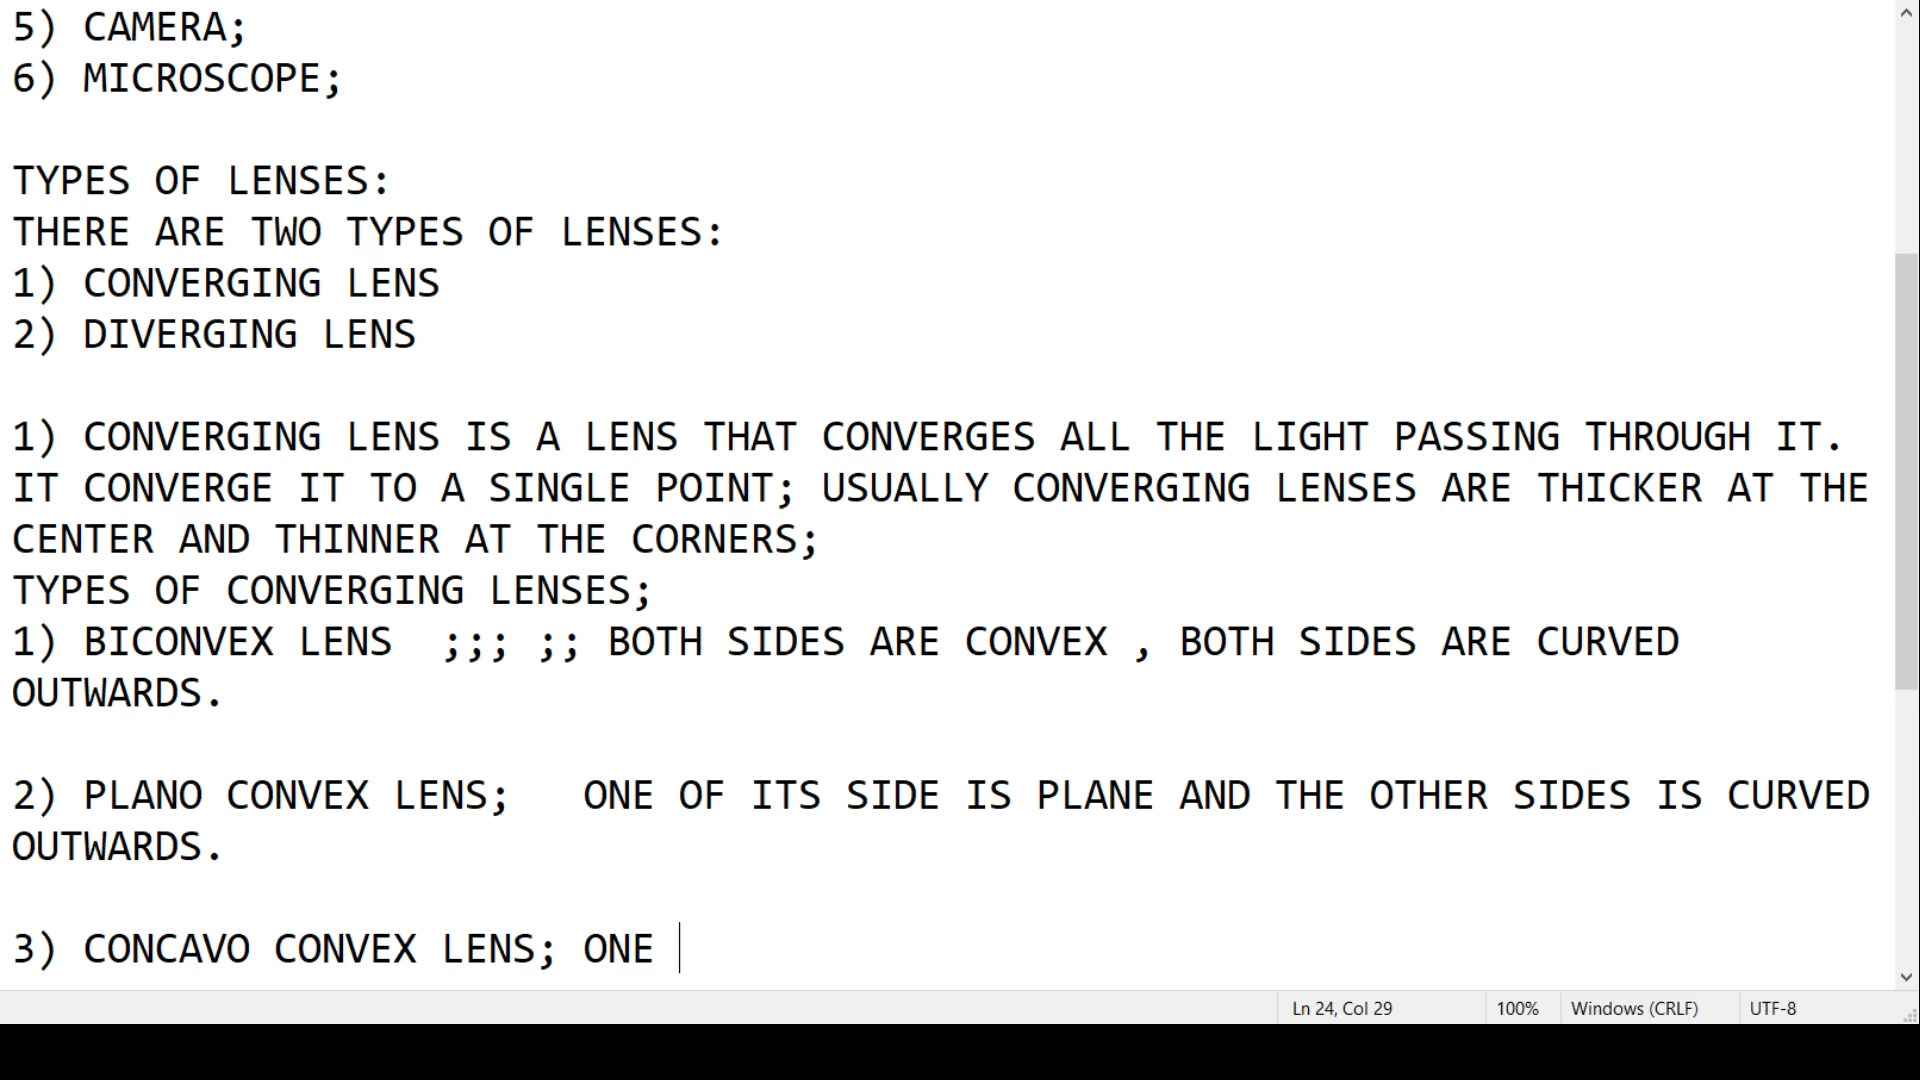 5) CAMERA;
6) MICROSCOPE;
TYPES OF LENSES:
THERE ARE TWO TYPES OF LENSES:
1) CONVERGING LENS
2) DIVERGING LENS
1) CONVERGING LENS IS A LENS THAT CONVERGES ALL THE LIGHT PASSING THROUGH IT.
IT CONVERGE IT TO A SINGLE POINT; USUALLY CONVERGING LENSES ARE THICKER AT THE
CENTER AND THINNER AT THE CORNERS;
TYPES OF CONVERGING LENSES;
1) BICONVEX LENS  ;;; ;; BOTH SIDES ARE CONVEX , BOTH SIDES ARE CURVED
OUTWARDS.
2) PLANO CONVEX LENS;   ONE OF ITS SIDE IS PLANE AND THE OTHER SIDES IS CURVED
OUTWARDS.
3) CONCAVO CONVEX LENS; ONE
Ln 24, Col 29 100% Windows (CRLF) UTF-8